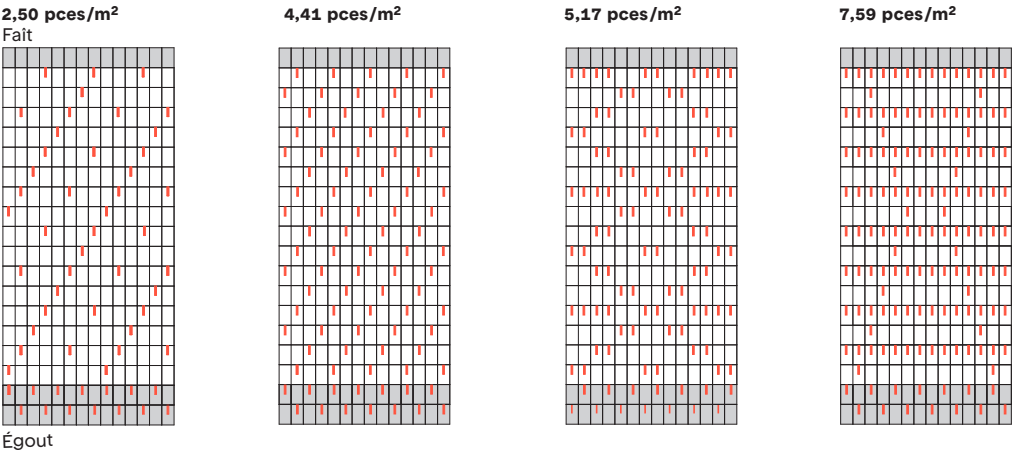 2,50 pces/m²
4,41 pces/m²
5,17 pces/m²
7,59 pces/m²
Faît
Égout